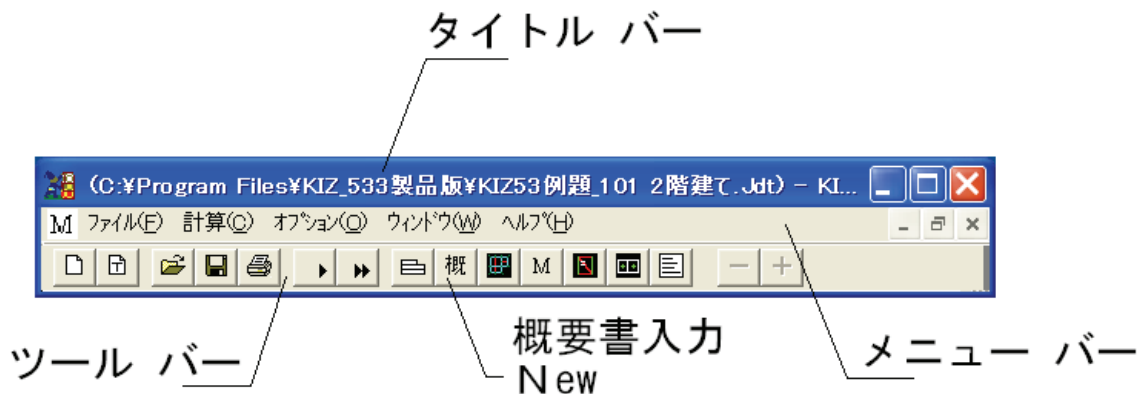 タイトル バー
(C:¥Program Files¥KIZ_533製品版¥KIZ53例題_101 2階建て.Jdt) - KI...
M ファイル(F) 計算(C) オプション(O) ウィンドウ(W) ヘルプ(H)
概 M
ツール バー
概要書入力
New
メニュー バー